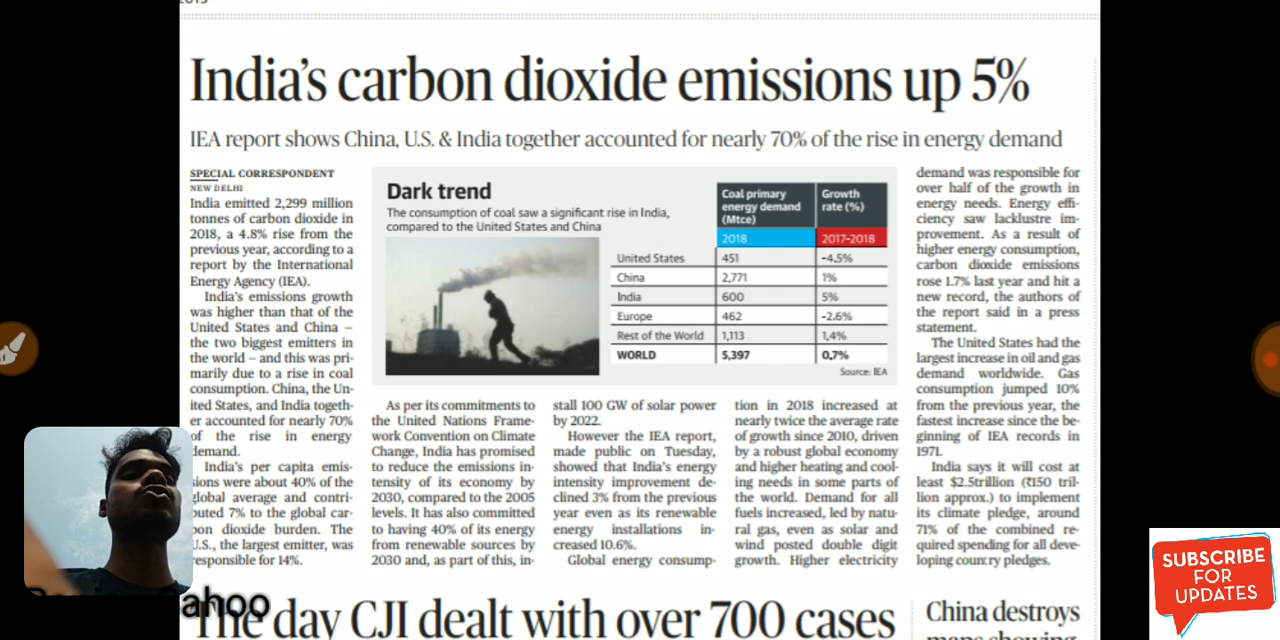 India's carbon dioxide emissions up 5%
IEA report shows China, U.S. & India together accounted for nearly 70% of the rise in energy demand
SPECIAL CORRESPONDENT
NEW DELHI
India emitted 2,299 million
tonnes of carbon dioxide in
2018, a 4.8% rise from the
previous year, according to a
report by the International
Energy Agency (IEA).
India's emissions growth
was higher than that of the
United States and China –
the two biggest emitters in
the world – and this was pri-
marily due to a rise in coal
consumption. China, the Un-
ited States, and India togeth-
er accounted for nearly 70%
of the rise in energy
demand.
India's per capita emis-
sions were about 40% of the
global average and contri-
buted 7% to the global car-
bon dioxide burden. The
U.S., the largest emitter, was
responsible for 14%.
Dark trend
The consumption of coal saw a significant rise in India,
compared to the United States and China
Coal primary energy demand (Mtce) Growth rate (%)
2018 2017-2018
United States 451 -4.5%
China 2,771 1%
India 600 5%
Europe 462 -2.6%
Rest of the World 1,113 1,4%
WORLD 5,397 0.7%
Source: IEA
As per its commitments to
the United Nations Frame-
work Convention on Climate
Change, India has promised
to reduce the emissions in-
tensity of its economy by
2030, compared to the 2005
levels. It has also committed
to having 40% of its energy
from renewable sources by
2030 and, as part of this, in-
stall 100 GW of solar power
by 2022.
However the IEA report,
made public on Tuesday,
showed that India's energy
intensity improvement de-
clined 3% from the previous
year even as its renewable
energy installations in-
creased 10.6%.
Global energy consump-
tion in 2018 increased at
nearly twice the average rate
of growth since 2010, driven
by a robust global economy
and higher heating and cool-
ing needs in some parts of
the world. Demand for all
fuels increased, led by natu-
ral gas, even as solar and
wind posted double digit
growth. Higher electricity
demand was responsible for
over half of the growth in
energy needs. Energy effi-
ciency saw lacklustre im-
provement. As a result of
higher energy consumption,
carbon dioxide emissions
rose 1.7% last year and hit a
new record, the authors of
the report said in a press
statement.
The United States had the
largest increase in oil and gas
demand worldwide. Gas
consumption jumped 10%
from the previous year, the
fastest increase since the be-
ginning of IEA records in
1971.
India says it will cost at
least $2.5trillion (₹150 tril-
lion approx.) to implement
its climate pledge, around
71% of the combined re-
quired spending for all deve-
loping country pledges.
The day CJI dealt with over 700 cases
China destroys
SUBSCRIBE
FOR
UPDATES